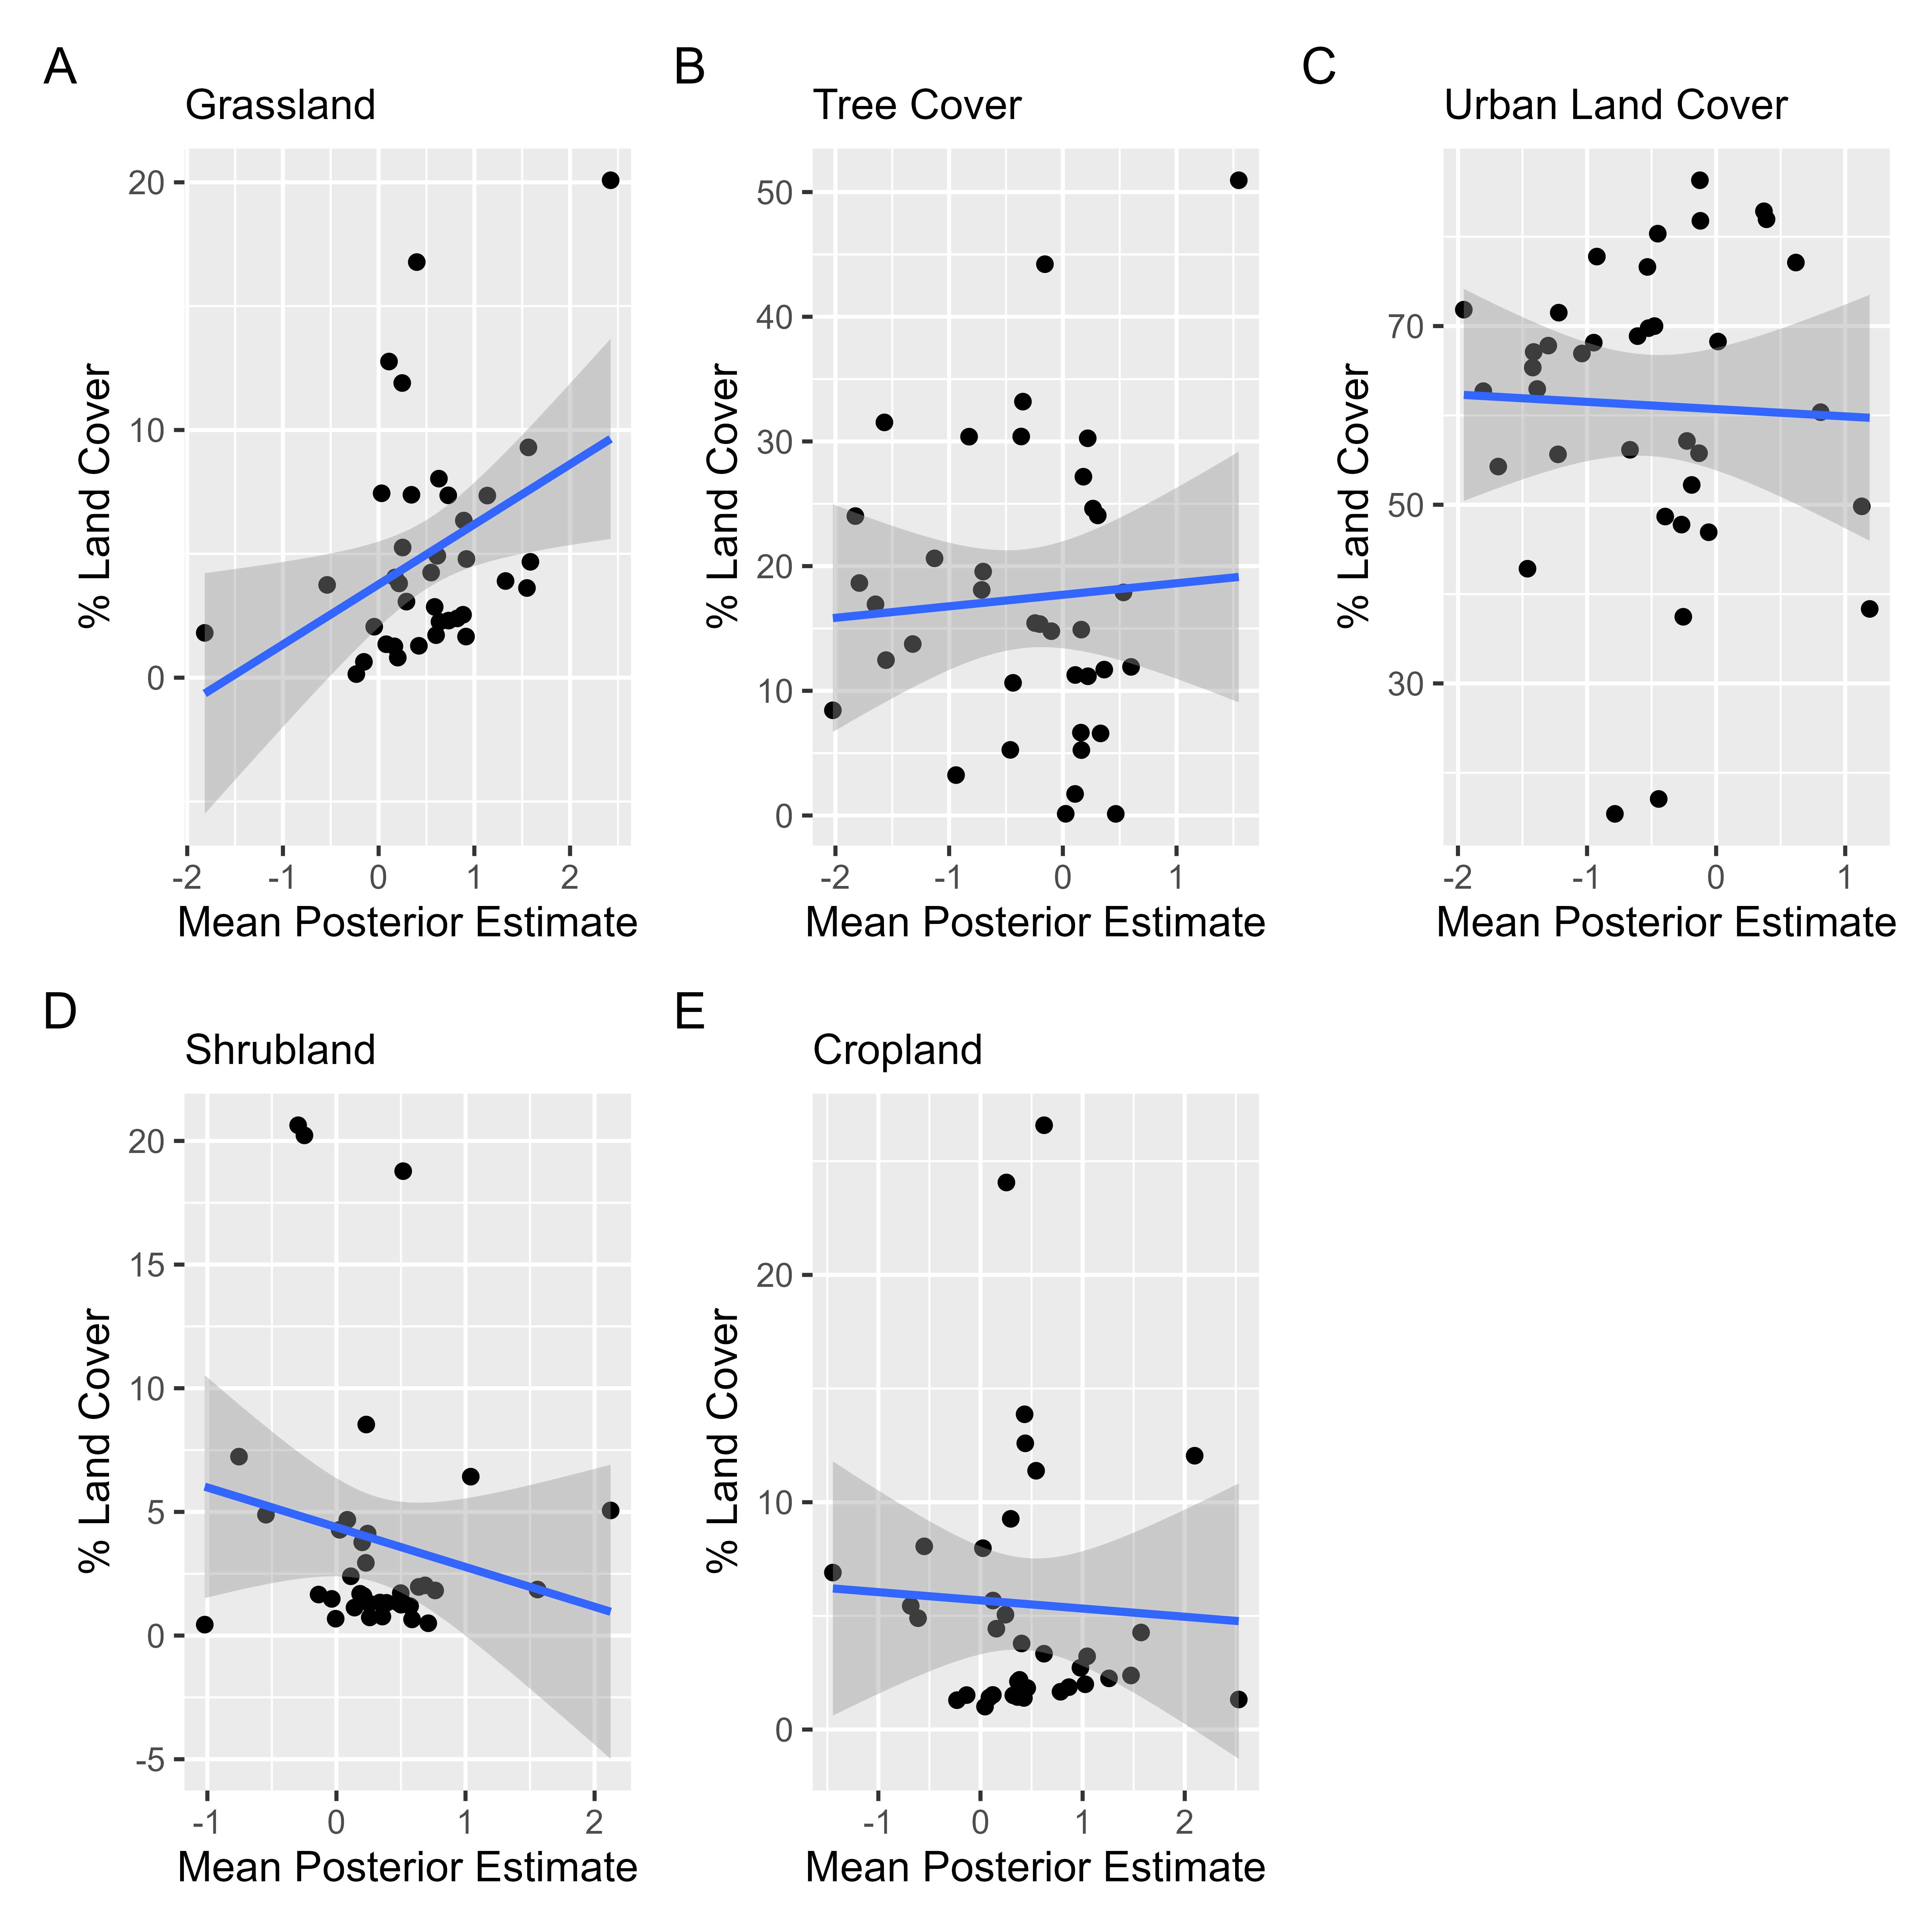 A
Grassland
% Land Cover
20
10
0
-2 -1 0 1 2
Mean Posterior Estimate
B
Tree Cover
% Land Cover
50
40
30
20
10
0
-2 -1 0 1
Mean Posterior Estimate
C
Urban Land Cover
% Land Cover
70
50
30
-2 -1 0 1
Mean Posterior Estimate
D
Shrubland
% Land Cover
20
15
10
5
0
-5
-1 0 1 2
Mean Posterior Estimate
E
Cropland
% Land Cover
20
10
0
-1 0 1 2
Mean Posterior Estimate